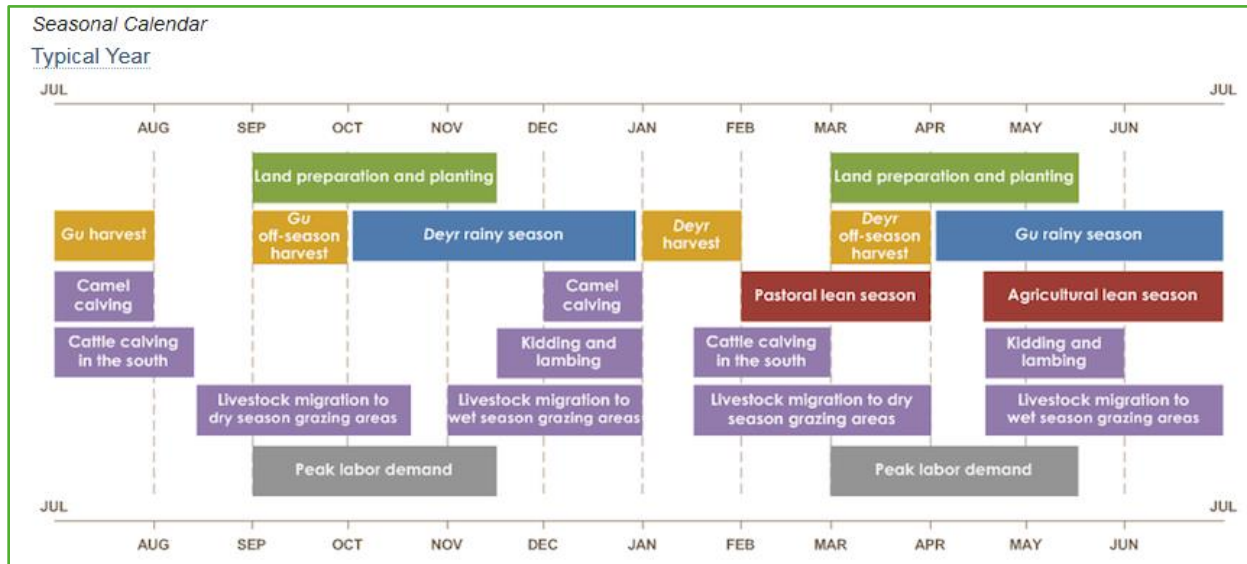 Seasonal Calendar
Typical Year
JUL JUL
AUG SEP OCT NOV DEC JAN FEB MAR APR MAY JUN
Land preparation and planting
Land preparation and planting
Gu harvest
Gu
off-season
harvest
Deyr rainy season
Deyr
harvest
Deyr
off-season
harvest
Gu rainy season
Camel
calving
Camel
calving
Pastoral lean season
Agricultural lean season
Cattle calving
in the south
Kidding and
lambing
Cattle calving
in the south
Kidding and
lambing
Livestock migration to
dry season grazing areas
Livestock migration to
wet season grazing areas
Livestock migration to dry
season grazing areas
Livestock migration to
wet season grazing areas
Peak labor demand
Peak labor demand
JUL JUL
AUG SEP OCT NOV DEC JAN FEB MAR APR MAY JUN